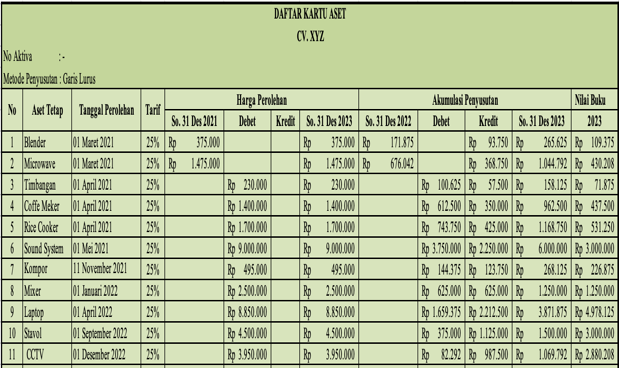 DAFTAR KARTU ASET
CV. XYZ
No Aktiva : -
Metode Penyusutan : Garis Lurus
No Aset Tetap Tanggal Perolehan Tarif Harga Perolehan Akumulasi Penyusutan Nilai Buku
So. 31 Des 2021 Debet Kredit So. 31 Des 2023 So. 31 Des 2022 Debet Kredit So. 31 Des 2023 2023
1 Blender 01 Maret 2021 25% Rp 375.000 Rp 375.000 Rp 171.875 Rp 93.750 Rp 265.625 Rp 109.375
2 Microwave 01 Maret 2021 25% Rp 1.475.000 Rp 1.475.000 Rp 676.042 Rp 368.750 Rp 1.044.792 Rp 430.208
3 Timbangan 01 April 2021 25% Rp 230.000 Rp 230.000 Rp 100.625 Rp 57.500 Rp 158.125 Rp 71.875
4 Coffe Meker 01 April 2021 25% Rp 1.400.000 Rp 1.400.000 Rp 612.500 Rp 350.000 Rp 962.500 Rp 437.500
5 Rice Cooker 01 April 2021 25% Rp 1.700.000 Rp 1.700.000 Rp 743.750 Rp 425.000 Rp 1.168.750 Rp 531.250
6 Sound System 01 Mei 2021 25% Rp 9.000.000 Rp 9.000.000 Rp 3.750.000 Rp 2.250.000 Rp 6.000.000 Rp 3.000.000
7 Kompor 11 November 2021 25% Rp 495.000 Rp 495.000 Rp 144.375 Rp 123.750 Rp 268.125 Rp 226.875
8 Mixer 01 Januari 2022 25% Rp 2.500.000 Rp 2.500.000 Rp 625.000 Rp 625.000 Rp 1.250.000 Rp 1.250.000
9 Laptop 01 April 2022 25% Rp 8.850.000 Rp 8.850.000 Rp 1.659.375 Rp 2.212.500 Rp 3.871.875 Rp 4.978.125
10 Stavol 01 September 2022 25% Rp 4.500.000 Rp 4.500.000 Rp 375.000 Rp 1.125.000 Rp 1.500.000 Rp 3.000.000
11 CCTV 01 Desember 2022 25% Rp 3.950.000 Rp 3.950.000 Rp 82.292 Rp 987.500 Rp 1.069.792 Rp 2.880.208